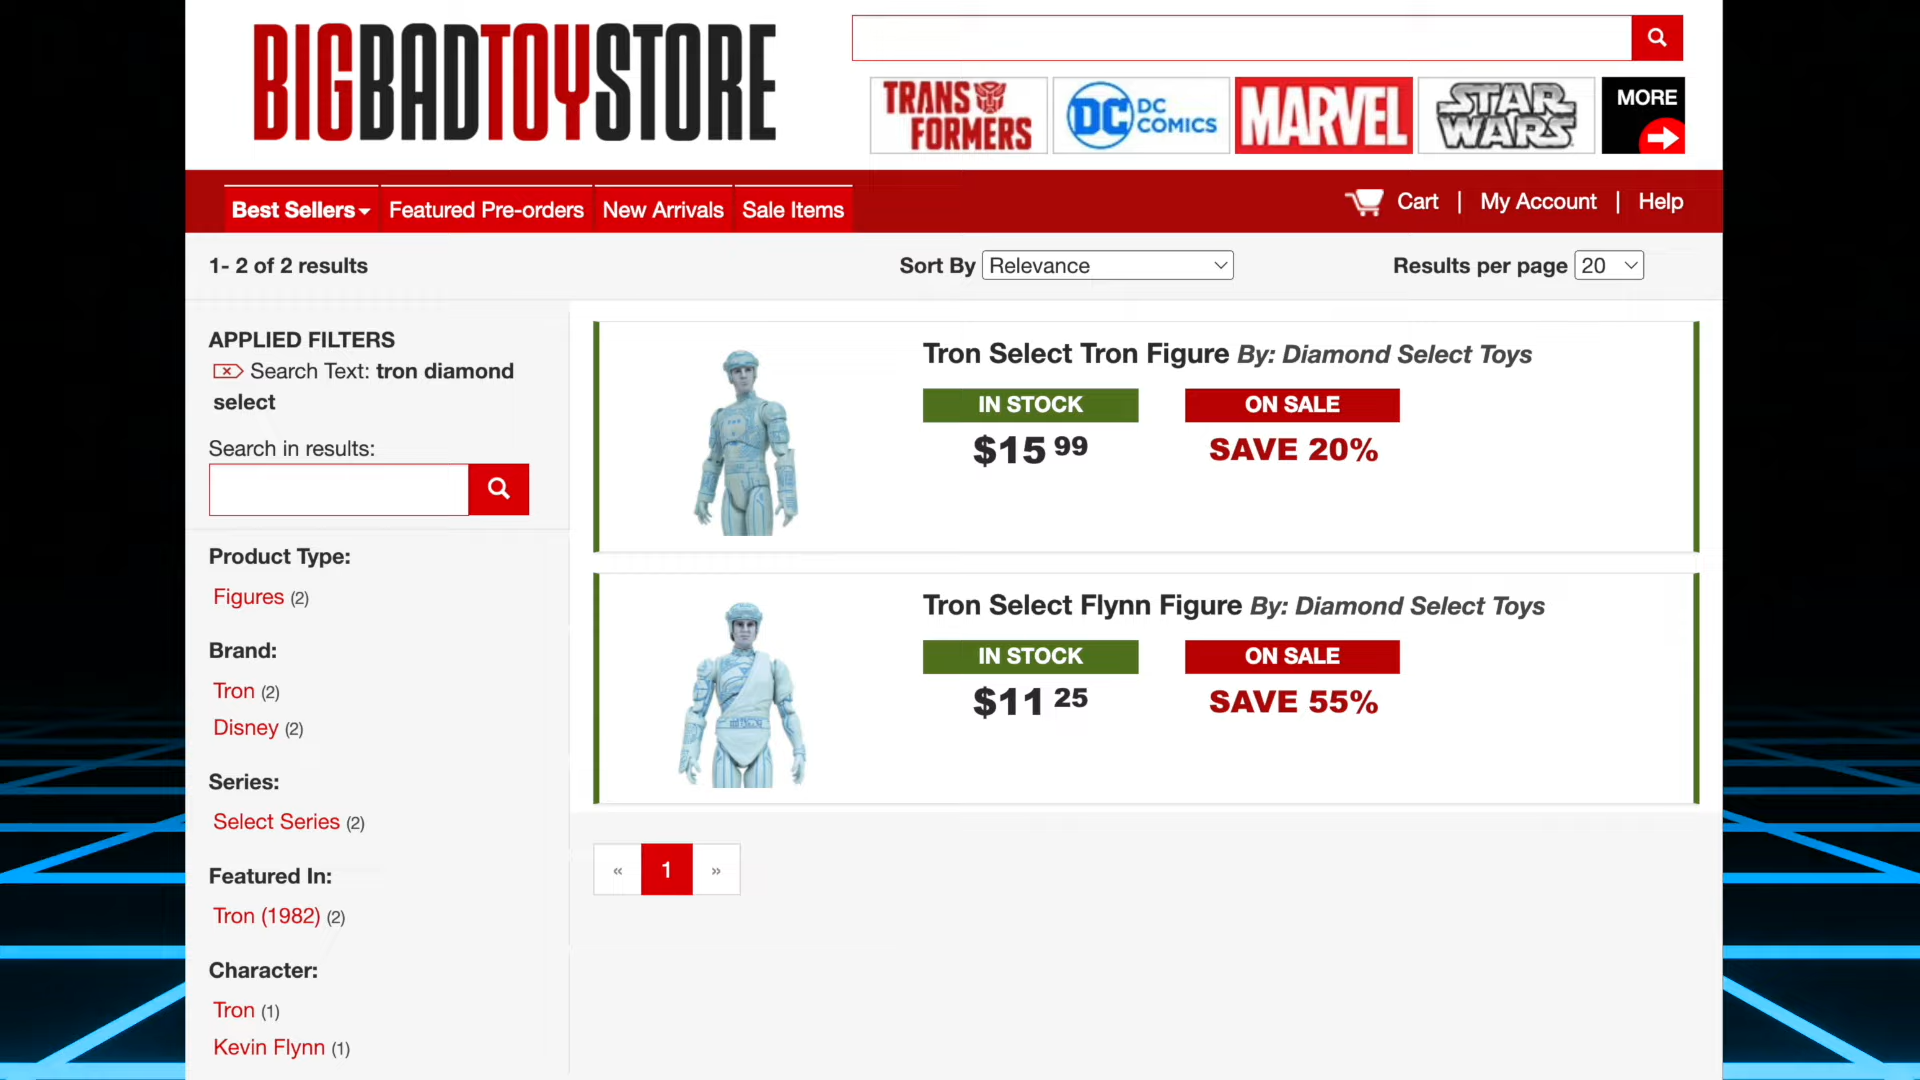 BIGBADTOYSTORE
TRANSFORMERS
DC DC COMICS
MARVEL
STAR WARS
MORE
Best Sellers
Featured Pre-orders
New Arrivals
Sale Items
Cart | My Account | Help
1- 2 of 2 results
Sort By Relevance
Results per page 20
APPLIED FILTERS
Search Text: tron diamond
select
Search in results:
Product Type:
Figures (2)
Brand:
Tron (2)
Disney (2)
Series:
Select Series (2)
Featured In:
Tron (1982) (2)
Character:
Tron (1)
Kevin Flynn (1)
Tron Select Tron Figure By: Diamond Select Toys
IN STOCK ON SALE
$15 99 SAVE 20%
Tron Select Flynn Figure By: Diamond Select Toys
IN STOCK ON SALE
$11 25 SAVE 55%
« 1 »